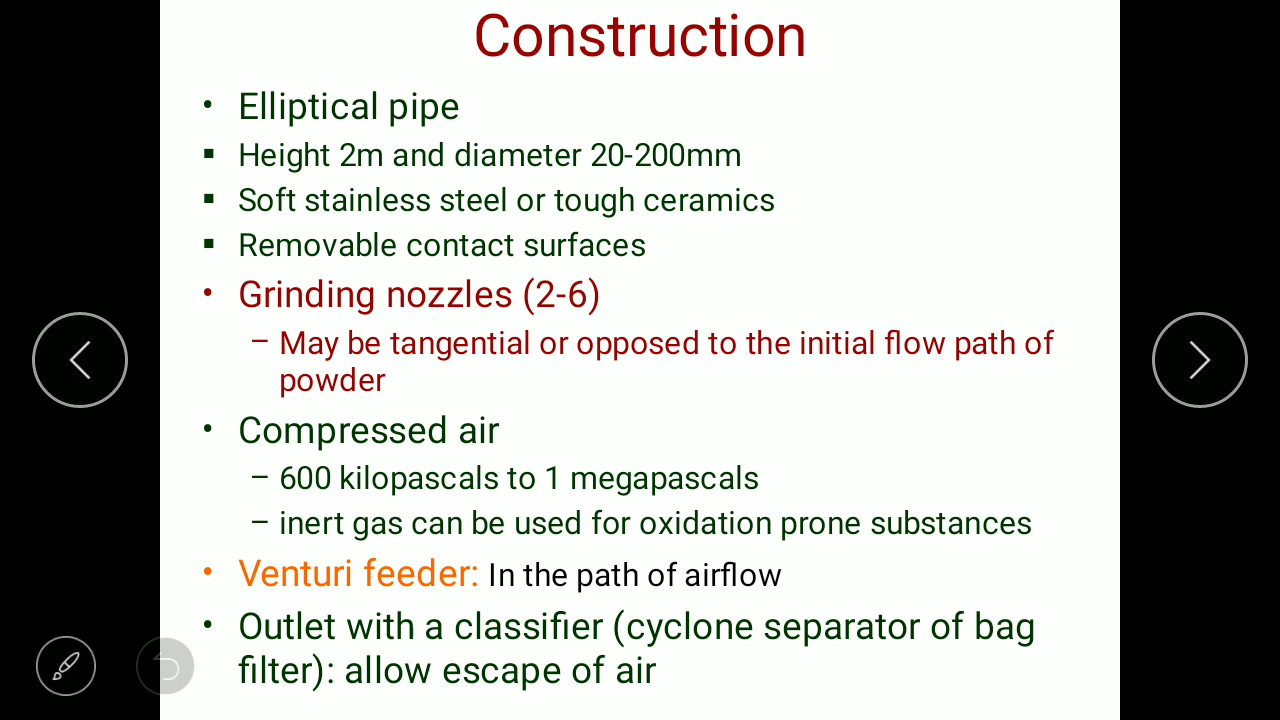 Construction
• Elliptical pipe
▪ Height 2m and diameter 20-200mm
▪ Soft stainless steel or tough ceramics
▪ Removable contact surfaces
• Grinding nozzles (2-6)
– May be tangential or opposed to the initial flow path of
powder
• Compressed air
– 600 kilopascals to 1 megapascals
– inert gas can be used for oxidation prone substances
• Venturi feeder: In the path of airflow
• Outlet with a classifier (cyclone separator of bag
filter): allow escape of air